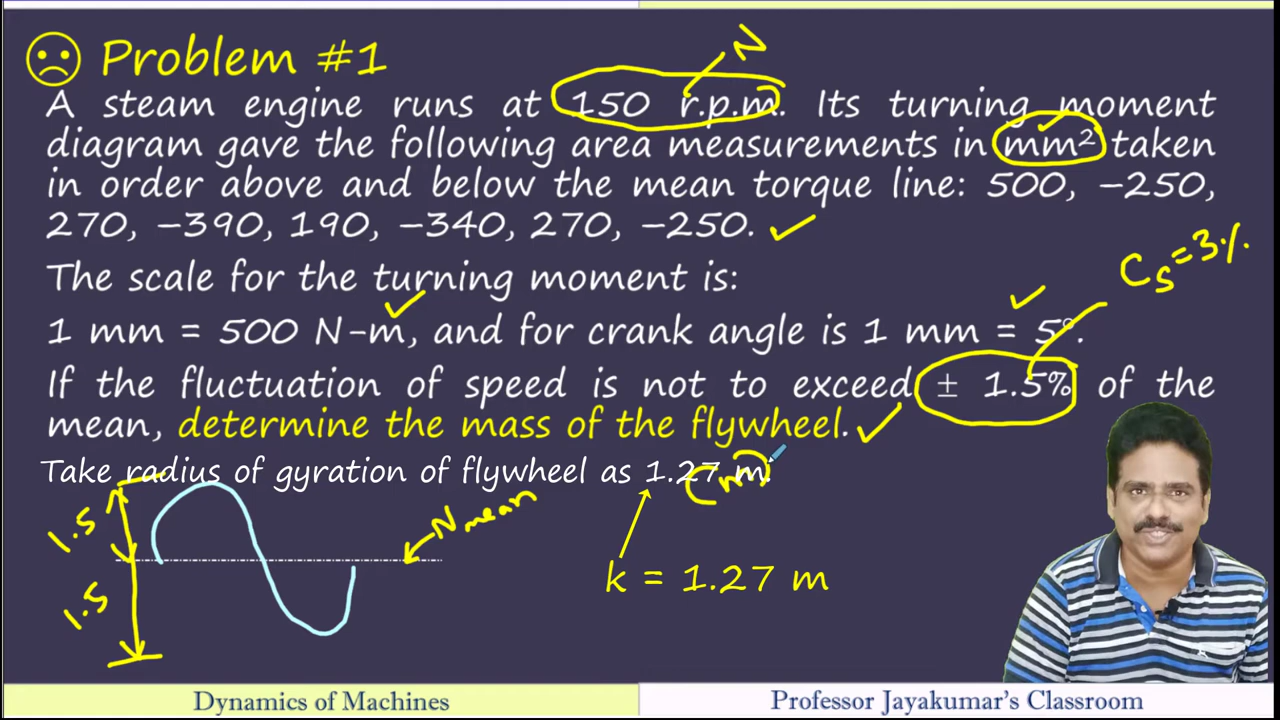 Problem #1
N
A steam engine runs at 150 r.p.m. Its turning moment
diagram gave the following area measurements in mm² taken
in order above and below the mean torque line: 500, −250,
270, −390, 190, −340, 270, −250.
The scale for the turning moment is:
Cs = 3%
1 mm = 500 N-m, and for crank angle is 1 mm = 5°.
If the fluctuation of speed is not to exceed ± 1.5% of the
mean, determine the mass of the flywheel.
Take radius of gyration of flywheel as 1.27 m.
(m)
1.5
N mean
1.5
k = 1.27 m
Dynamics of Machines
Professor Jayakumar's Classroom